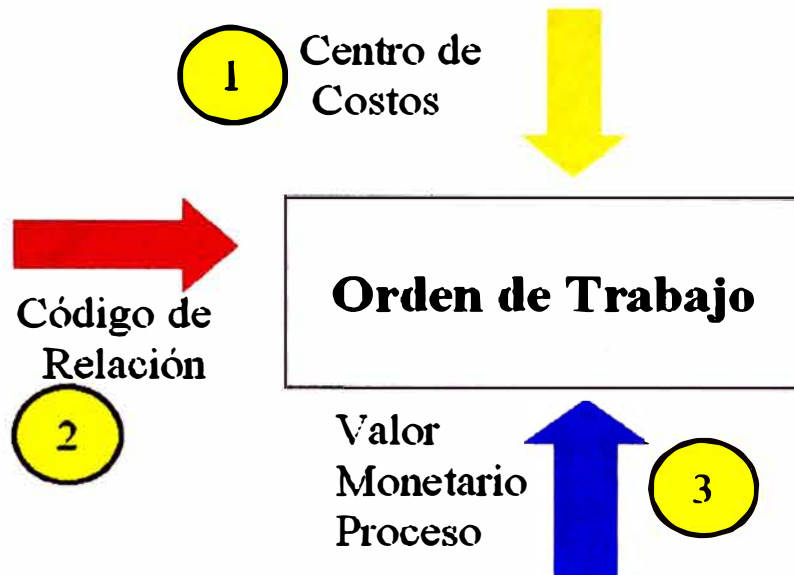 1
Centro de
Costos
Orden de Trabajo
Código de
Relación
2
Valor
Monetario
Proceso
3